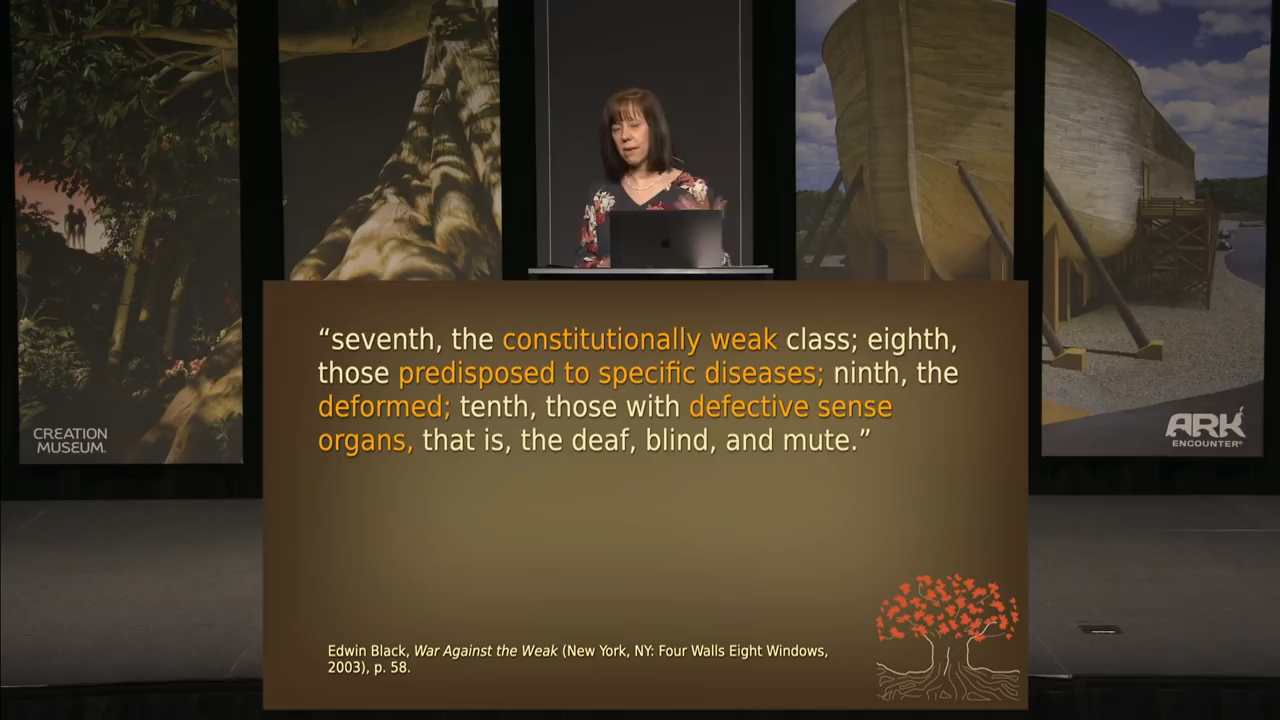 CREATION
MUSEUM
ARK
ENCOUNTER
“seventh, the constitutionally weak class; eighth,
those predisposed to specific diseases; ninth, the
deformed; tenth, those with defective sense
organs, that is, the deaf, blind, and mute.”
Edwin Black, War Against the Weak (New York, NY: Four Walls Eight Windows,
2003), p. 58.